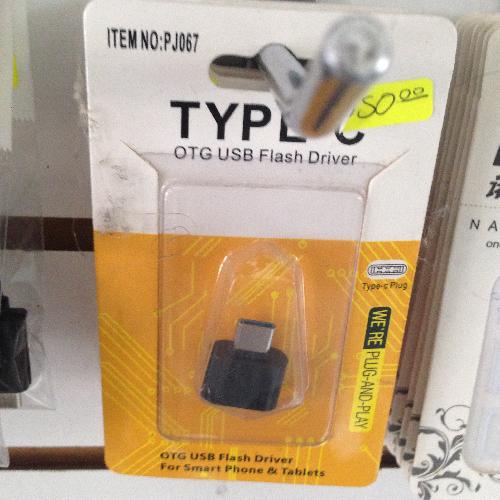 ITEM NO:PJ067
50.00
TYPE-C
OTG USB Flash Driver
Type-c Plug
WE'RE PLUG-AND-PLAY
OTG USB Flash Driver
For Smart Phone & Tablets
N A
on